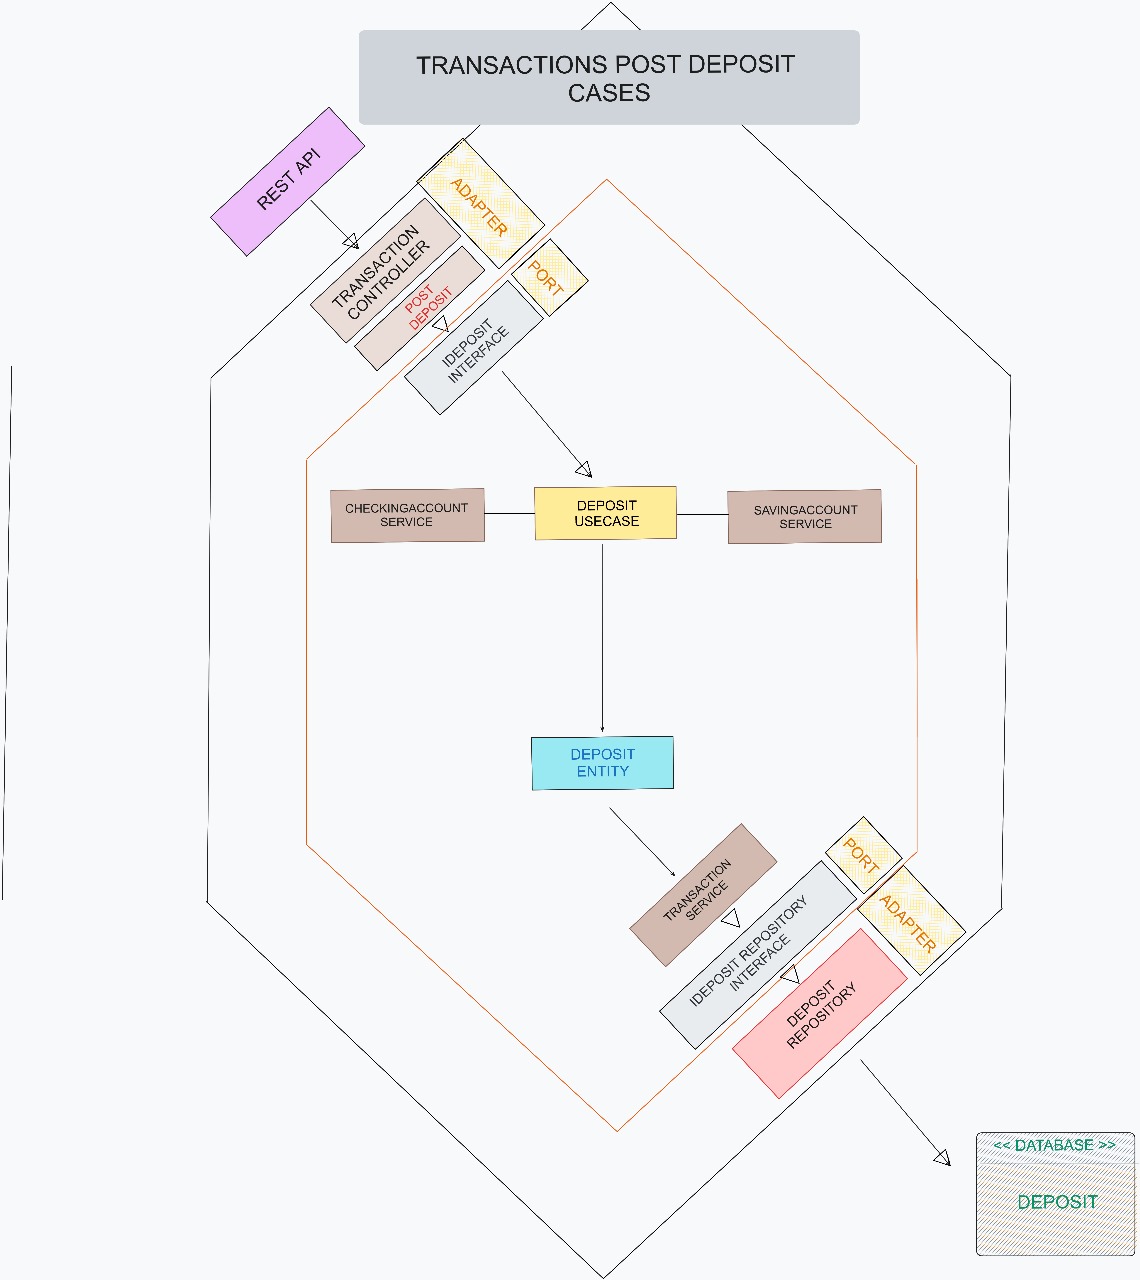 TRANSACTIONS POST DEPOSIT
CASES
REST API
ADAPTER
TRANSACTION
CONTROLLER
POST
DEPOSIT
PORT
IDEPOSIT
INTERFACE
CHECKINGACCOUNT
SERVICE
DEPOSIT
USECASE
SAVINGACCOUNT
SERVICE
DEPOSIT
ENTITY
TRANSACTION
SERVICE
PORT
IDEPOSIT REPOSITORY
INTERFACE
ADAPTER
DEPOSIT
REPOSITORY
<< DATABASE >>
DEPOSIT